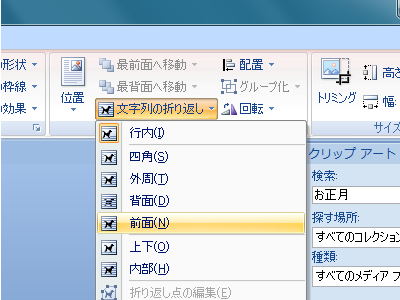 の形状
最前面へ移動
配置
高さ
の枠線
最背面へ移動
グループ化
の効果
位置
文字列の折り返し
回転
トリミング
幅:
サイズ
行内(I)
四角(S)
外周(T)
背面(D)
前面(N)
上下(O)
内部(H)
折り返し点の編集(E)
クリップ アート
検索:
お正月
探す場所:
すべてのコレクション
種類:
すべてのメディア フ